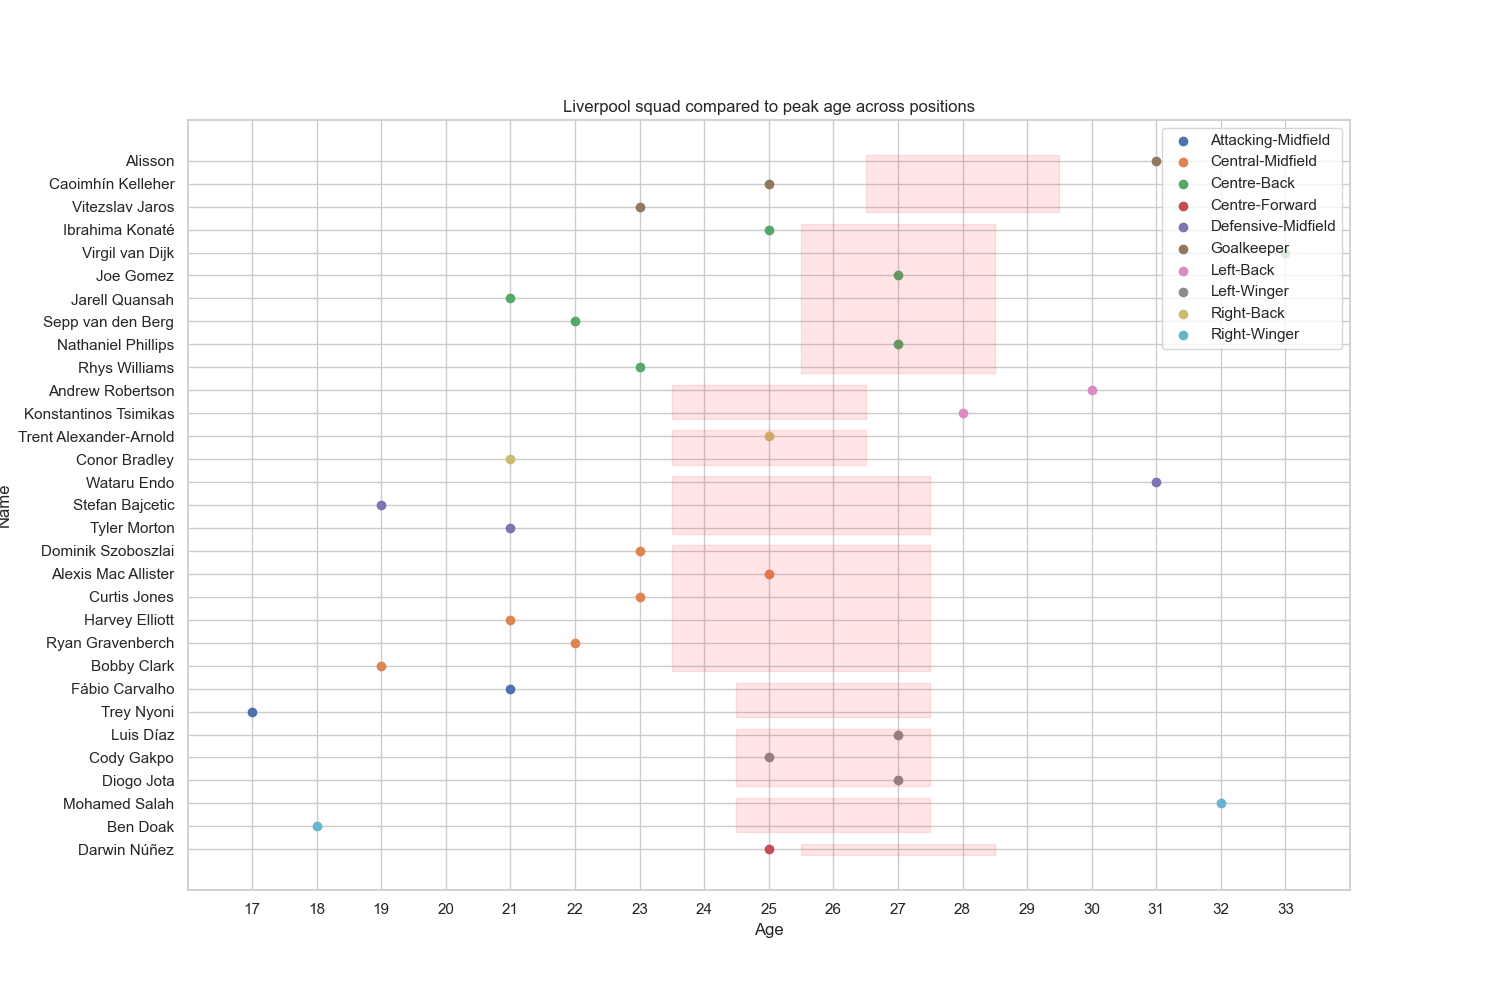 Liverpool squad compared to peak age across positions
Attacking-Midfield
Central-Midfield
Centre-Back
Centre-Forward
Defensive-Midfield
Goalkeeper
Left-Back
Left-Winger
Right-Back
Right-Winger
Name
Alisson
Caoimhín Kelleher
Vitezslav Jaros
Ibrahima Konaté
Virgil van Dijk
Joe Gomez
Jarell Quansah
Sepp van den Berg
Nathaniel Phillips
Rhys Williams
Andrew Robertson
Konstantinos Tsimikas
Trent Alexander-Arnold
Conor Bradley
Wataru Endo
Stefan Bajcetic
Tyler Morton
Dominik Szoboszlai
Alexis Mac Allister
Curtis Jones
Harvey Elliott
Ryan Gravenberch
Bobby Clark
Fábio Carvalho
Trey Nyoni
Luis Díaz
Cody Gakpo
Diogo Jota
Mohamed Salah
Ben Doak
Darwin Núñez
17 18 19 20 21 22 23 24 25 26 27 28 29 30 31 32 33
Age